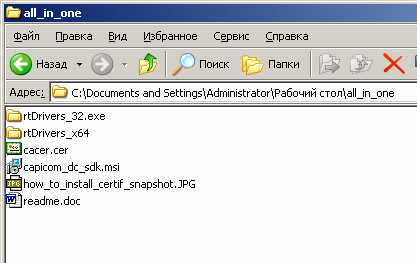 all_in_one
Файл Правка Вид Избранное Сервис Справка
Назад Поиск Папки
Адрес: C:\Documents and Settings\Administrator\Рабочий стол\all_in_one
rtDrivers_32.exe
rtDrivers_x64
cacer.cer
capicom_dc_sdk.msi
how_to_install_certif_snapshot.JPG
readme.doc